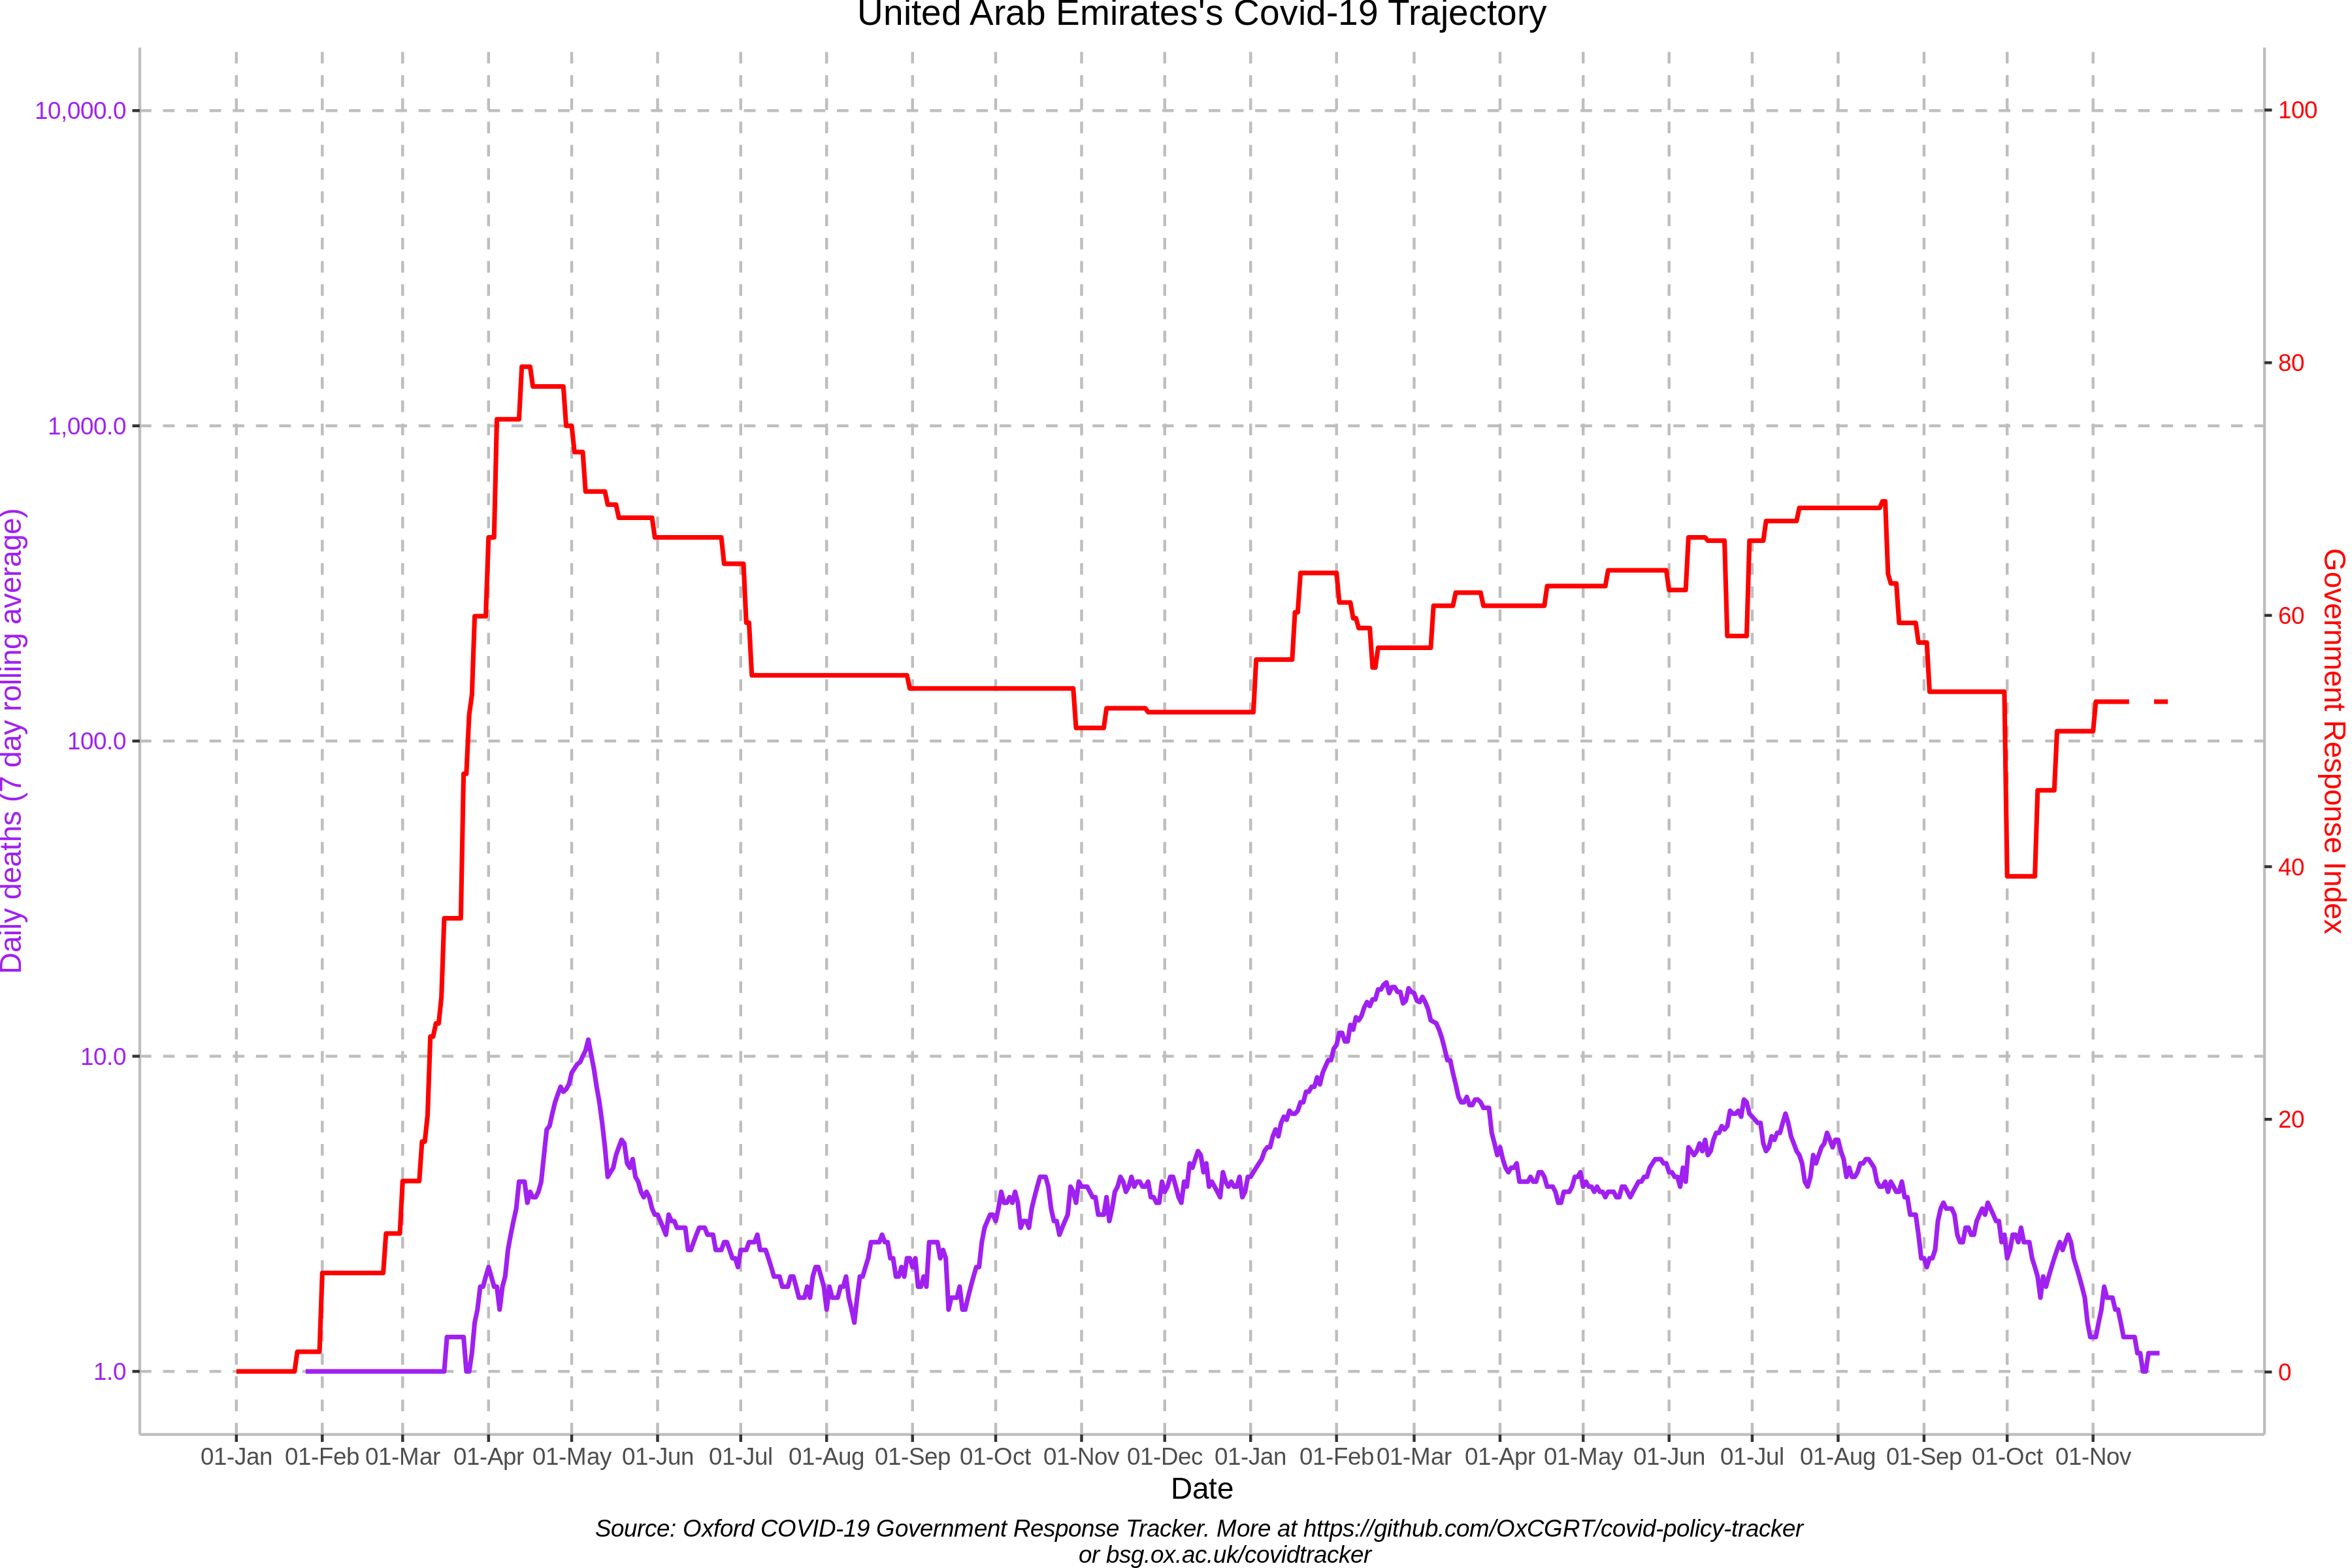 United Arab Emirates's Covid-19 Trajectory
10,000.0
1,000.0
100.0
10.0
1.0
Daily deaths (7 day rolling average)
100
80
60
40
20
0
Government Response Index
01-Jan 01-Feb 01-Mar 01-Apr 01-May 01-Jun 01-Jul 01-Aug 01-Sep 01-Oct 01-Nov 01-Dec 01-Jan 01-Feb 01-Mar 01-Apr 01-May 01-Jun 01-Jul 01-Aug 01-Sep 01-Oct 01-Nov
Date
Source: Oxford COVID-19 Government Response Tracker. More at https://github.com/OxCGRT/covid-policy-tracker
or bsg.ox.ac.uk/covidtracker